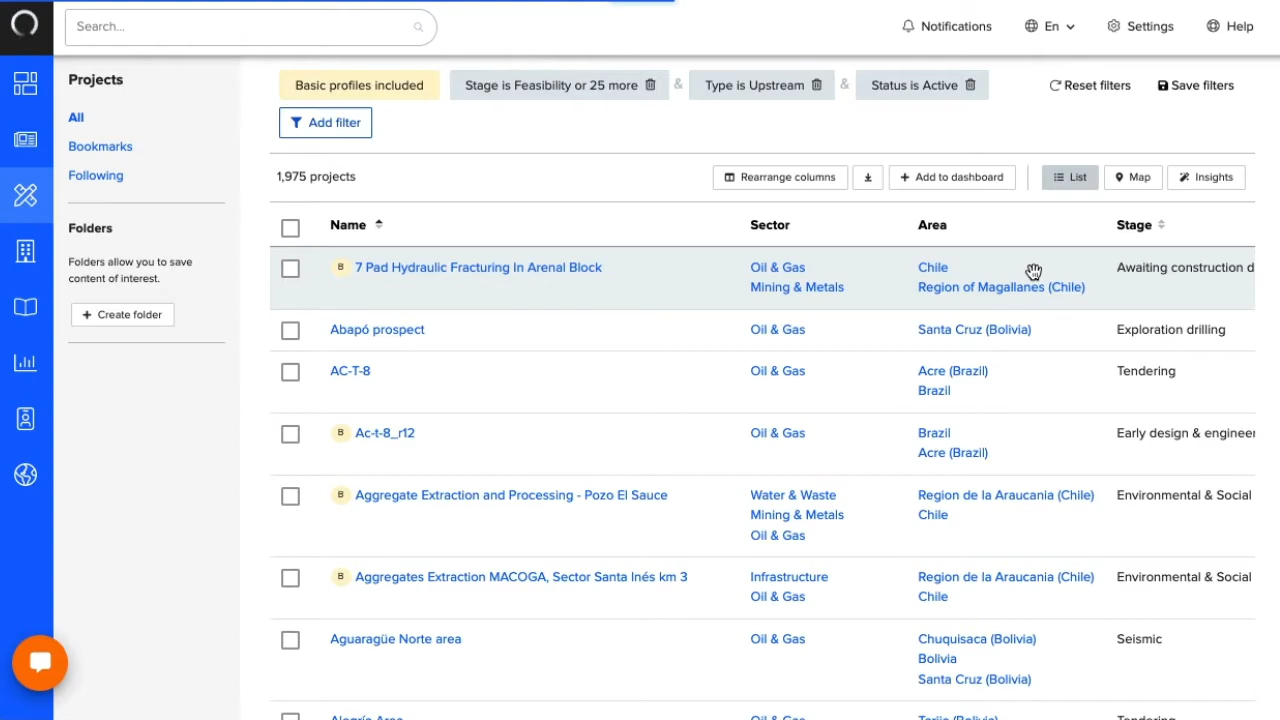 Search...
Notifications
En
Settings
Help
Projects
All
Bookmarks
Following
Folders
Folders allow you to save
content of interest.
+ Create folder
Basic profiles included
Stage is Feasibility or 25 more
&
Type is Upstream
&
Status is Active
Reset filters
Save filters
Add filter
1,975 projects
Rearrange columns
+ Add to dashboard
List
Map
Insights
Name
Sector
Area
Stage
B 7 Pad Hydraulic Fracturing In Arenal Block
Oil & Gas
Mining & Metals
Chile
Region of Magallanes (Chile)
Awaiting construction d
Abapó prospect
Oil & Gas
Santa Cruz (Bolivia)
Exploration drilling
AC-T-8
Oil & Gas
Acre (Brazil)
Brazil
Tendering
B Ac-t-8_r12
Oil & Gas
Brazil
Acre (Brazil)
Early design & engineer
B Aggregate Extraction and Processing - Pozo El Sauce
Water & Waste
Mining & Metals
Oil & Gas
Region de la Araucania (Chile)
Chile
Environmental & Social
B Aggregates Extraction MACOGA, Sector Santa Inés km 3
Infrastructure
Oil & Gas
Region de la Araucania (Chile)
Chile
Environmental & Social
Aguaragüe Norte area
Oil & Gas
Chuquisaca (Bolivia)
Bolivia
Santa Cruz (Bolivia)
Seismic
Alegría Area
Oil & Gas
Tarija (Bolivia)
Tendering